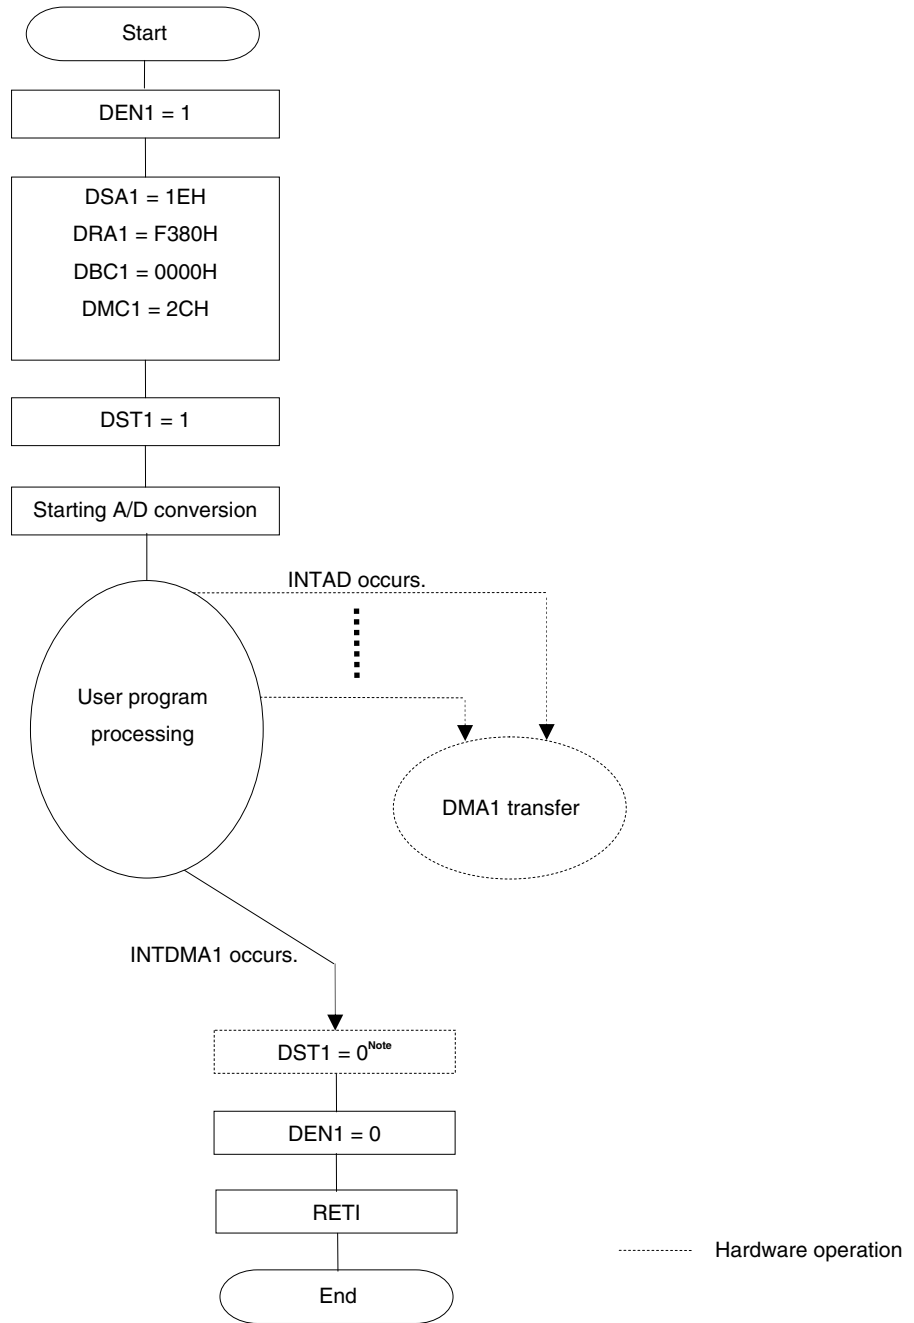 Start
DEN1 = 1
DSA1 = 1EH
DRA1 = F380H
DBC1 = 0000H
DMC1 = 2CH
DST1 = 1
Starting A/D conversion
INTAD occurs.
User program
processing
DMA1 transfer
INTDMA1 occurs.
DST1 = 0Note
DEN1 = 0
RETI
Hardware operation
End